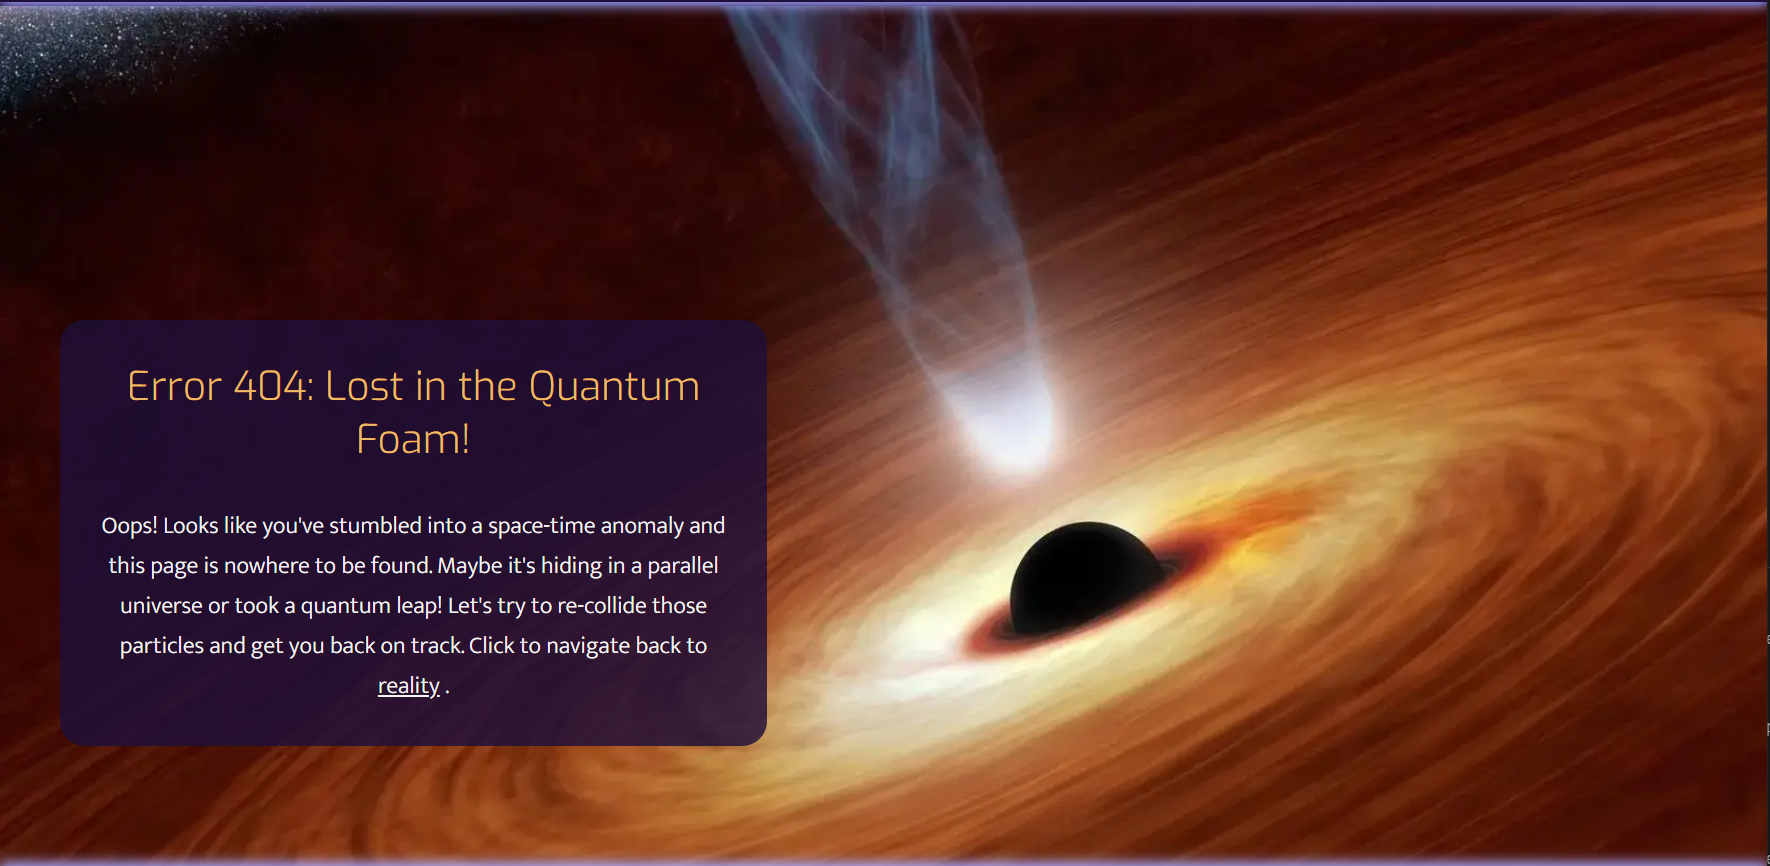 Error 404: Lost in the Quantum
Foam!
Oops! Looks like you've stumbled into a space-time anomaly and
this page is nowhere to be found. Maybe it's hiding in a parallel
universe or took a quantum leap! Let's try to re-collide those
particles and get you back on track. Click to navigate back to
reality .